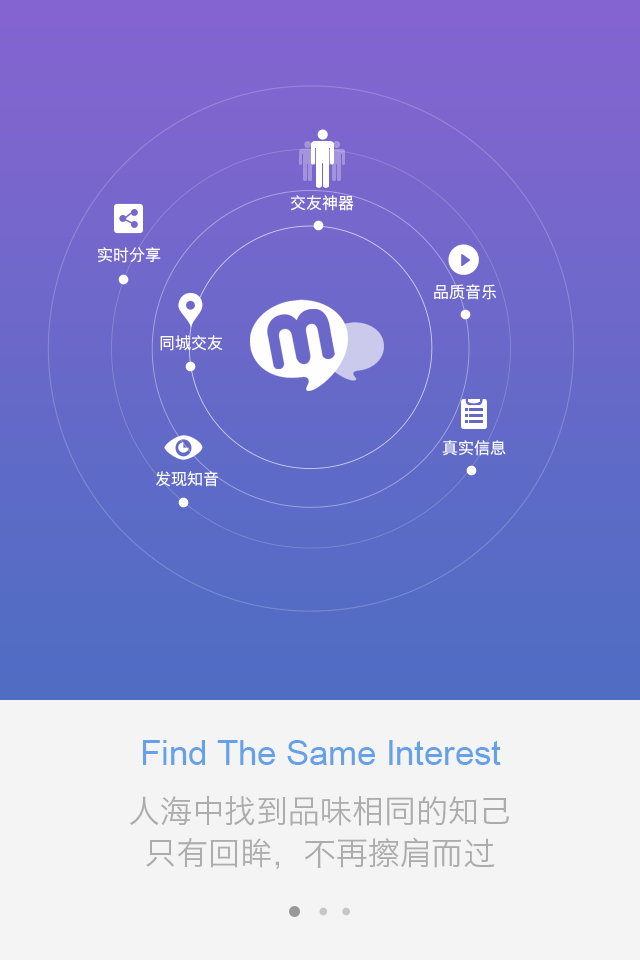 交友神器
实时分享
品质音乐
同城交友
m
真实信息
发现知音
Find The Same Interest
人海中找到品味相同的知己
只有回眸，不再擦肩而过